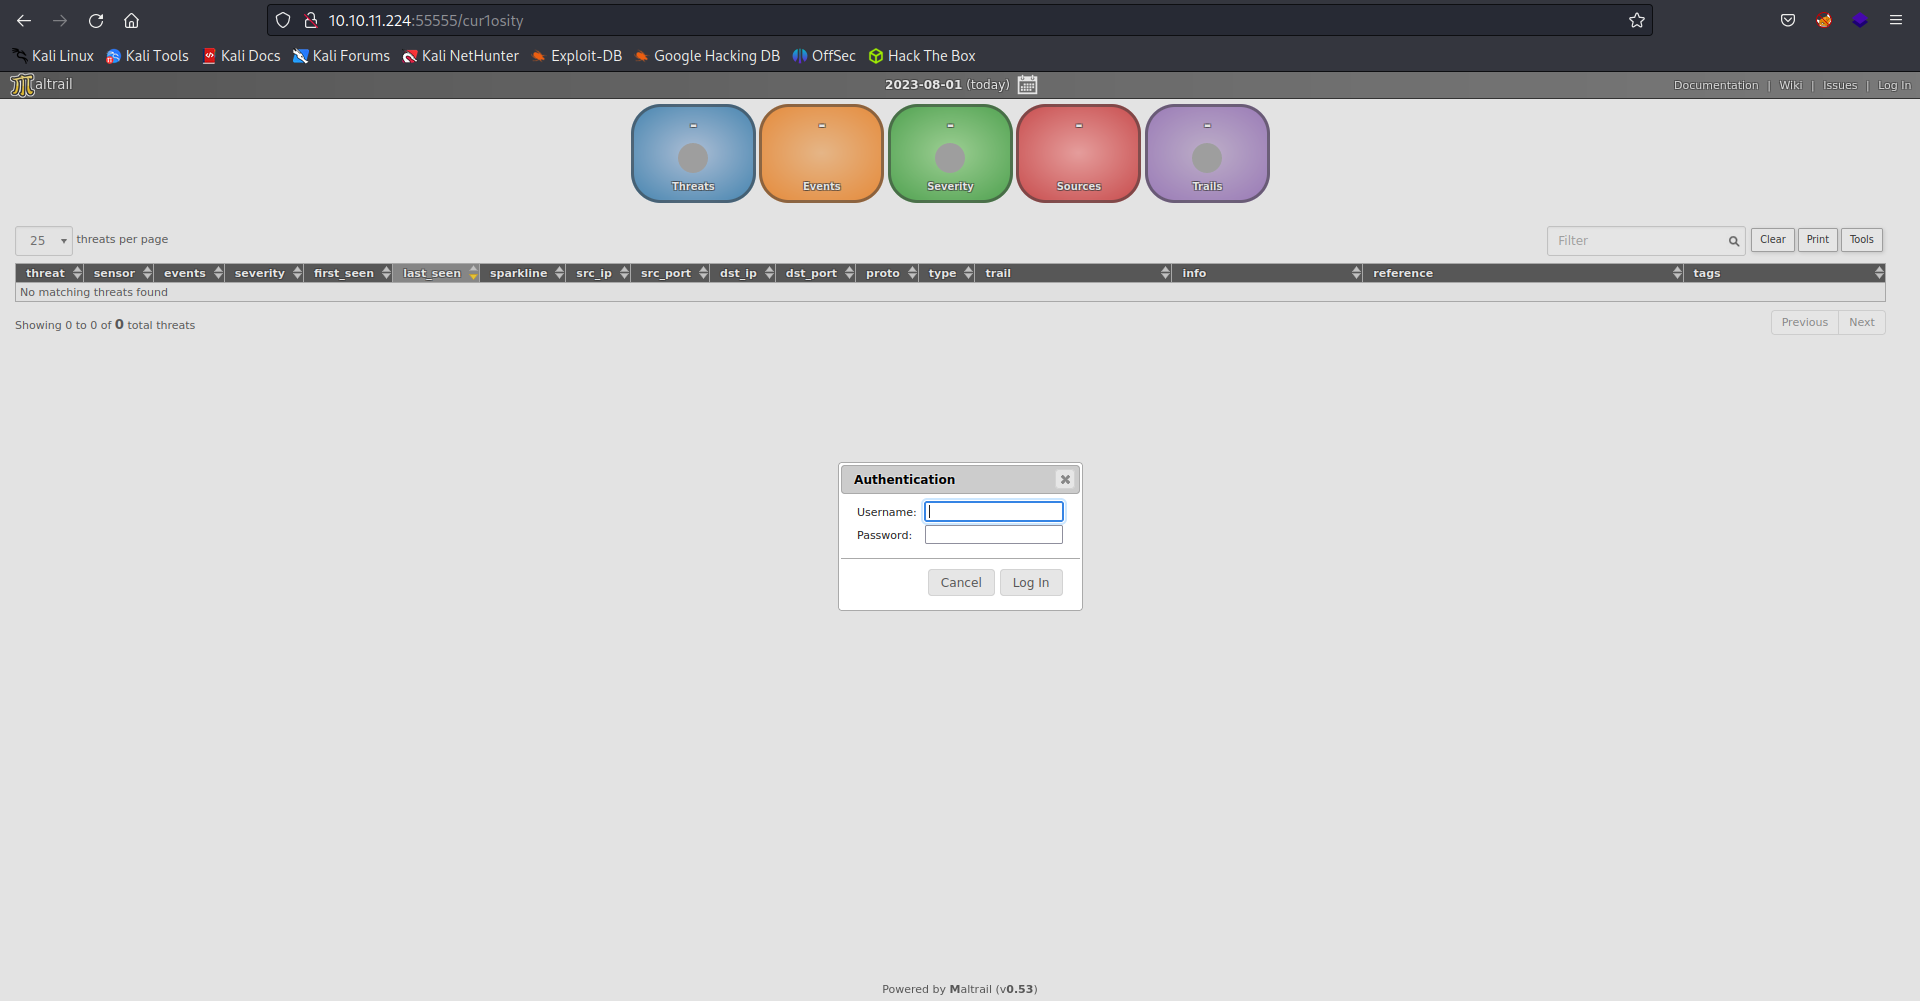 10.10.11.224:55555/cur1osity
Kali Linux Kali Tools Kali Docs Kali Forums Kali NetHunter Exploit-DB Google Hacking DB OffSec Hack The Box
altrail 2023-08-01 (today) Documentation | Wiki | Issues | Log In
- - - - -
Threats Events Severity Sources Trails
25 threats per page Filter Clear Print Tools
threat sensor events severity first_seen last_seen sparkline src_ip src_port dst_ip dst_port proto type trail info reference tags
No matching threats found
Showing 0 to 0 of 0 total threats Previous Next
Authentication
Username:
Password:
Cancel Log In
Powered by Maltrail (v0.53)